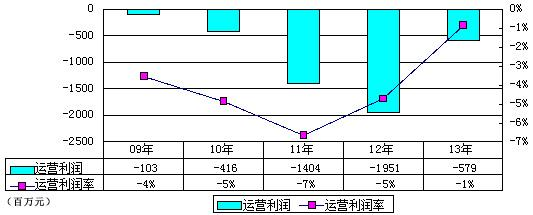 0 0%
-500 -1%
-1000 -2%
-1500 -3%
-2000 -4%
-2500 -5%
-6%
-7%
09年 10年 11年 12年 13年
运营利润 -103 -416 -1404 -1951 -579
运营利润率 -4% -5% -7% -5% -1%
(百万元)
运营利润 运营利润率